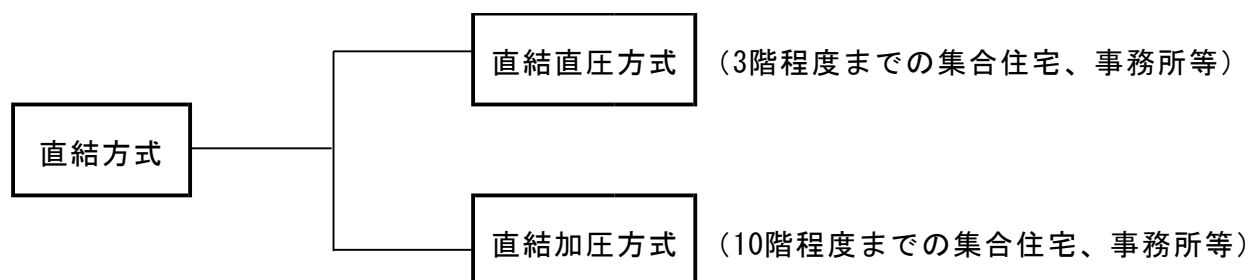 直結直圧方式 (3階程度までの集合住宅、事務所等)
直結方式
直結加圧方式 (10階程度までの集合住宅、事務所等)